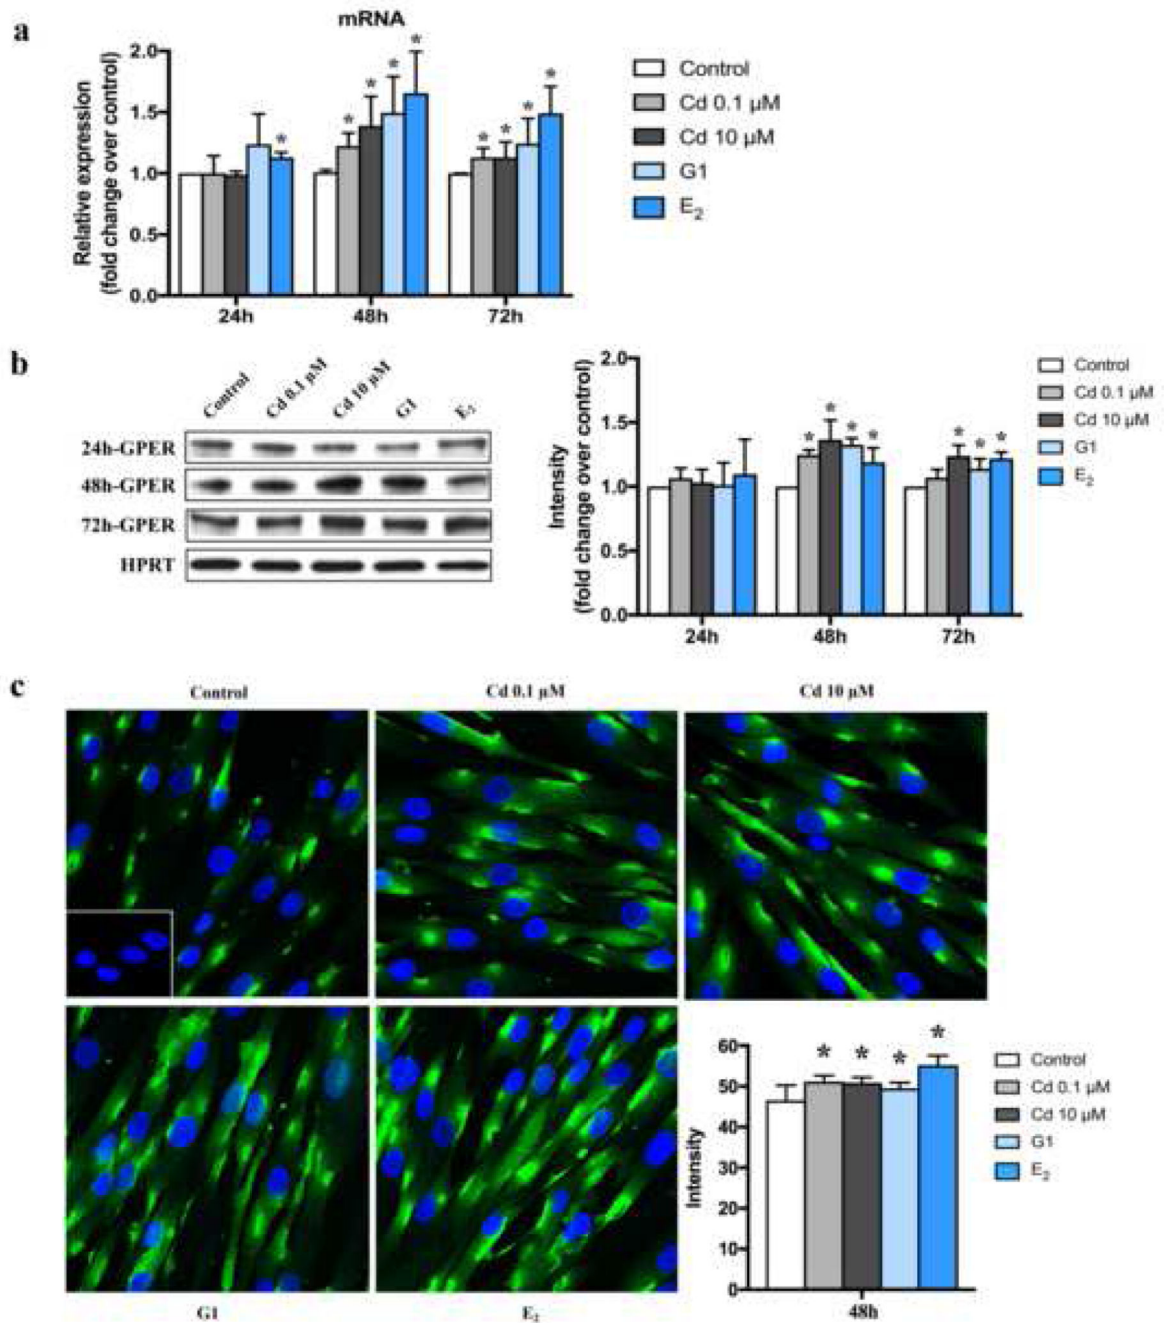 a
mRNA
Relative expression
(fold change over control)
2.0
1.5
1.0
0.5
0.0
* * * * * * * * *
24h 48h 72h
Control
Cd 0.1 µM
Cd 10 µM
G1
E₂
b
Control Cd 0.1 µM Cd 10 µM G1 E₂
24h-GPER
48h-GPER
72h-GPER
HPRT
Intensity
(fold change over control)
2.0
1.5
1.0
0.5
0.0
* * * * * * *
24h 48h 72h
Control
Cd 0.1 µM
Cd 10 µM
G1
E₂
c
Control Cd 0.1 µM Cd 10 µM
G1 E₂
Intensity
60
50
40
30
20
10
0
* * * *
48h
Control
Cd 0.1 µM
Cd 10 µM
G1
E₂